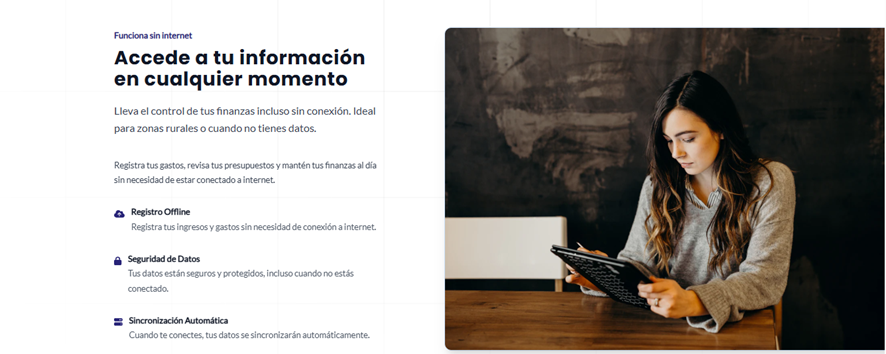 Funciona sin internet
Accede a tu información
en cualquier momento
Lleva el control de tus finanzas incluso sin conexión. Ideal
para zonas rurales o cuando no tienes datos.
Registra tus gastos, revisa tus presupuestos y mantén tus finanzas al día
sin necesidad de estar conectado a internet.
Registro Offline
Registra tus ingresos y gastos sin necesidad de conexión a internet.
Seguridad de Datos
Tus datos están seguros y protegidos, incluso cuando no estás
conectado.
Sincronización Automática
Cuando te conectes, tus datos se sincronizarán automáticamente.